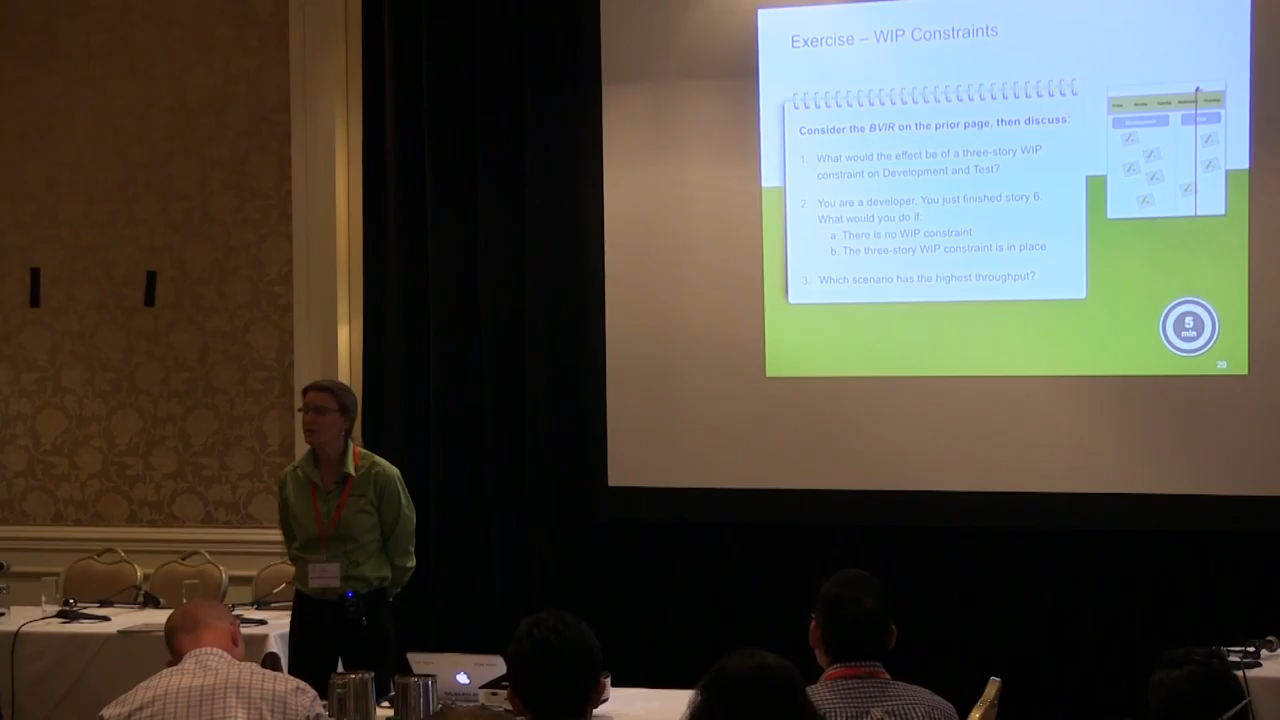 Exercise – WIP Constraints
Consider the BVIR on the prior page, then discuss:
1. What would the effect be of a three-story WIP
constraint on Development and Test?
2. You are a developer. You just finished story 6.
What would you do if:
a. There is no WIP constraint
b. The three-story WIP constraint is in place
3. Which scenario has the highest throughput?
5
min
29